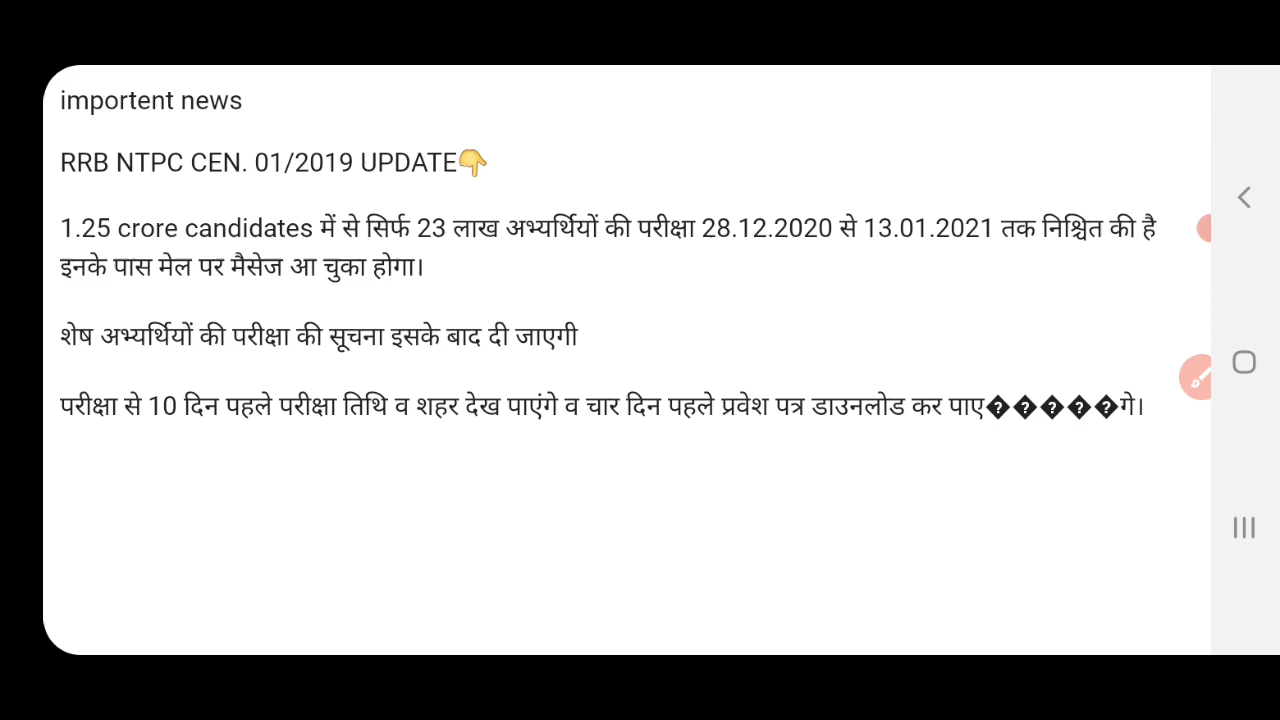 importent news
RRB NTPC CEN. 01/2019 UPDATE👇
1.25 crore candidates में से सिर्फ 23 लाख अभ्यर्थियों की परीक्षा 28.12.2020 से 13.01.2021 तक निश्चित की है
इनके पास मेल पर मैसेज आ चुका होगा।
शेष अभ्यर्थियों की परीक्षा की सूचना इसके बाद दी जाएगी
परीक्षा से 10 दिन पहले परीक्षा तिथि व शहर देख पाएंगे व चार दिन पहले प्रवेश पत्र डाउनलोड कर पाए�����गे।